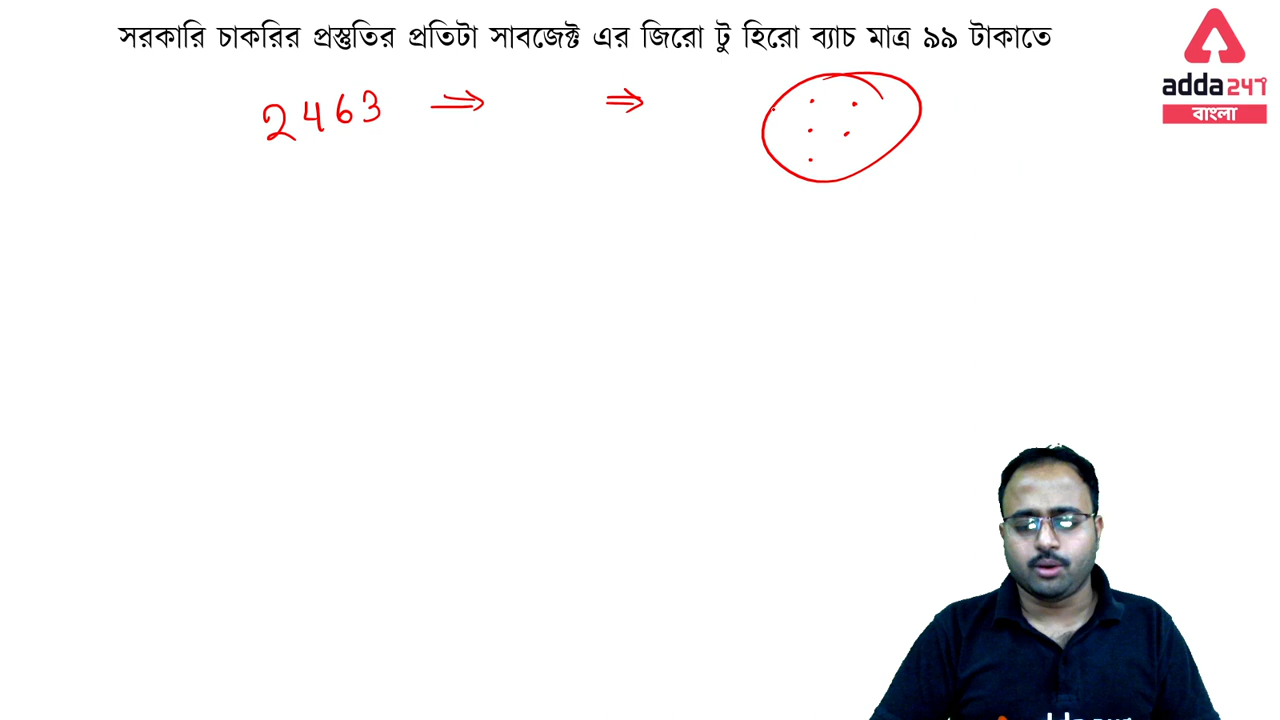 সরকারি চাকরির প্রস্তুতির প্রতিটা সাবজেক্ট এর জিরো টু হিরো ব্যাচ মাত্র ৯৯ টাকাতে
adda247
বাংলা
2463 ⇒ ⇒